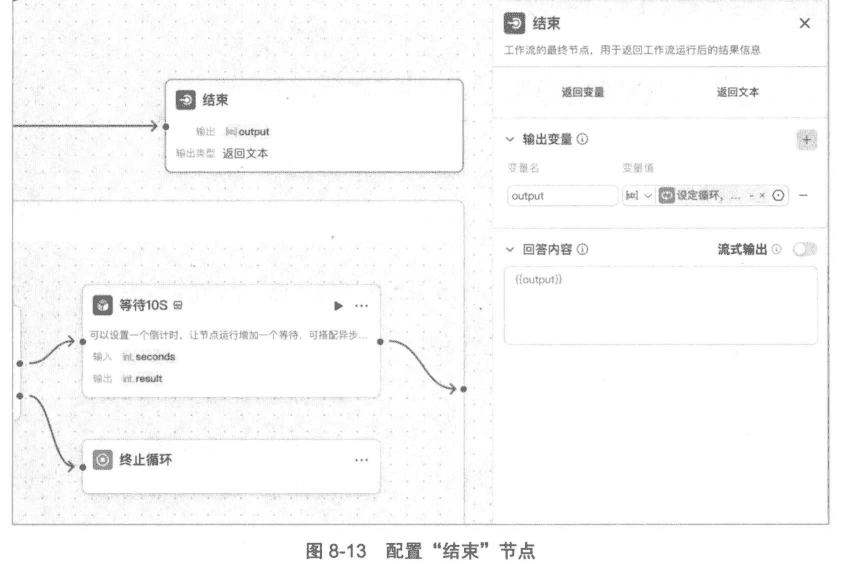 结束
输出 [str] output
输出类型 返回文本
等待10S
可以设置一个倒计时，让节点运行增加一个等待，可搭配异步...
输入 int. seconds
输出 int. result
终止循环
结束
工作流的最终节点，用于返回工作流运行后的结果信息
返回变量 返回文本
输出变量
变量名 变量值
output 设定循环，...
回答内容 流式输出
{{output}}
图 8-13 配置“结束”节点